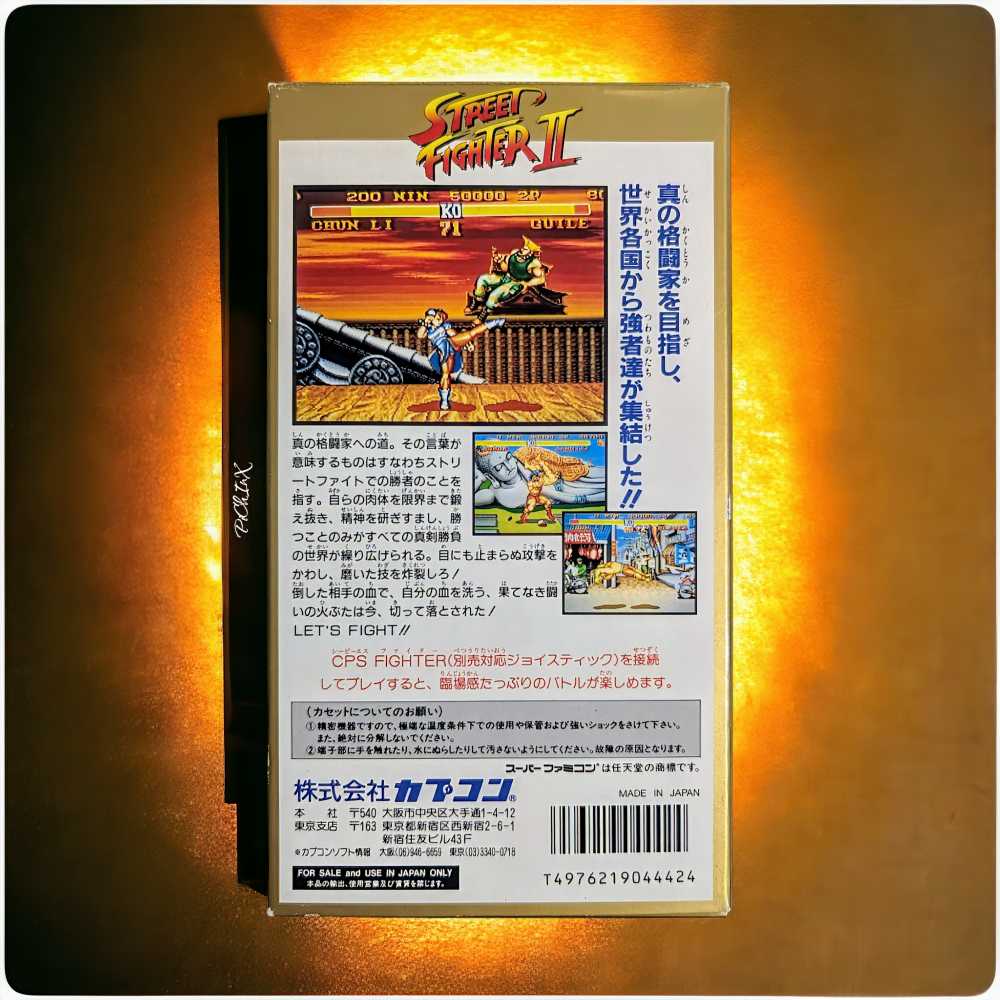 STREET
FIGHTER II
真の格闘家を目指し、
世界各国から強者達が集結した!!
200 NIN 50000 2P
KO
CHUN LI 71 GUILE
真の格闘家への道。その言葉が
意味するものはすなわちストリ
ートファイトでの勝者のことを
指す。自らの肉体を限界まで鍛
え抜き、精神を研ぎすまし、勝
つことのみがすべての真剣勝負
の世界が繰り広げられる。目にも止まらぬ攻撃を
かわし、磨いた技を炸裂しろ!
倒した相手の血で、自分の血を洗う、果てなき闘
いの火ぶたは今、切って落とされた!
LET'S FIGHT!!
CPS FIGHTER(別売対応ジョイスティック)を接続
してプレイすると、臨場感たっぷりのバトルが楽しめます。
〈カセットについてのお願い〉
①精密機器ですので、極端な温度条件下での使用や保管および強いショックをさけて下さい。
また、絶対に分解しないでください。
②端子部に手を触れたり、水にぬらしたりして汚さないようにしてください。故障の原因となります。
スーパーファミコン®は任天堂の商標です。
株式会社カプコン®
MADE IN JAPAN
本社 〒540 大阪市中央区大手通1-4-12
東京支店 〒163 東京都新宿区西新宿2-6-1
新宿住友ビル43F
※カプコンソフト情報 大阪(06)946-6659 東京(03)3340-0718
FOR SALE and USE IN JAPAN ONLY
本品の輸出、使用営業及び賃貸を禁じます。
T4976219044424
PiChInX